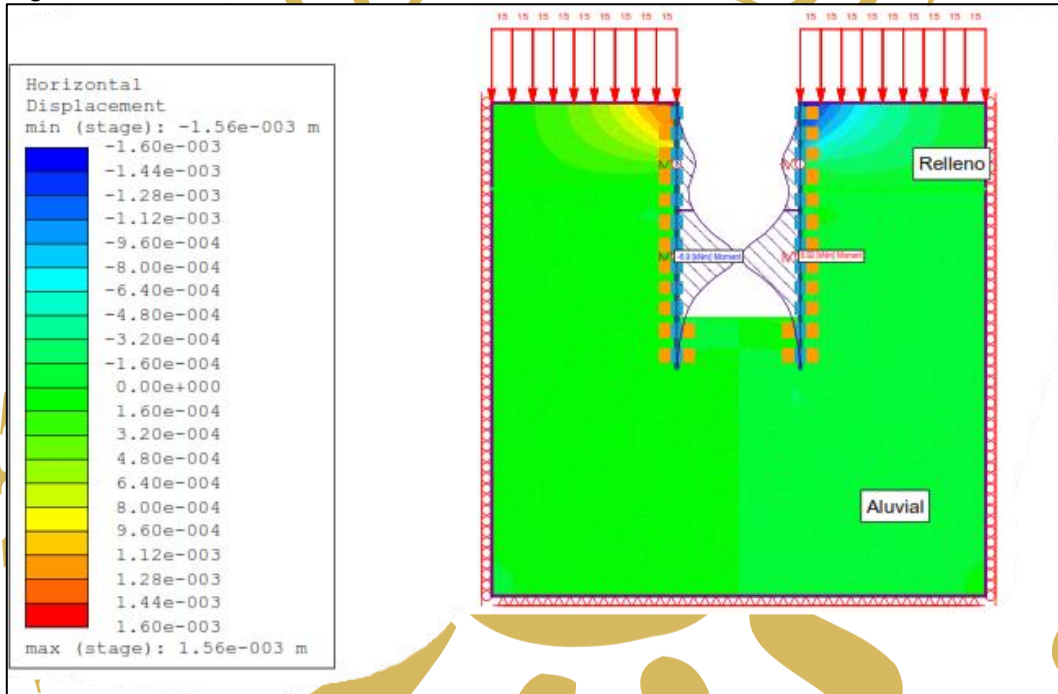 15 15 15 15 15 15 15 15 15
15 15 15 15 15 15 15 15 15
Horizontal
Displacement
min (stage): -1.56e-003 m
-1.60e-003
-1.44e-003
-1.28e-003
-1.12e-003
-9.60e-004
-8.00e-004
-6.40e-004
-4.80e-004
-3.20e-004
-1.60e-004
0.00e+000
1.60e-004
3.20e-004
4.80e-004
6.40e-004
8.00e-004
9.60e-004
1.12e-003
1.28e-003
1.44e-003
1.60e-003
max (stage): 1.56e-003 m
Relleno
[kNm] Moment
[kNm] Moment
Aluvial